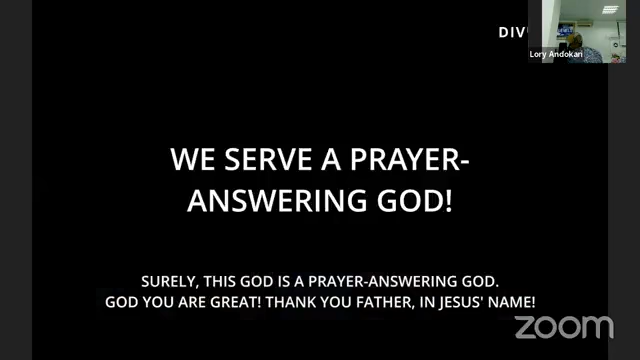 DIV
Lory Andokari
WE SERVE A PRAYER-
ANSWERING GOD!
SURELY, THIS GOD IS A PRAYER-ANSWERING GOD.
GOD YOU ARE GREAT! THANK YOU FATHER, IN JESUS' NAME!
zoom